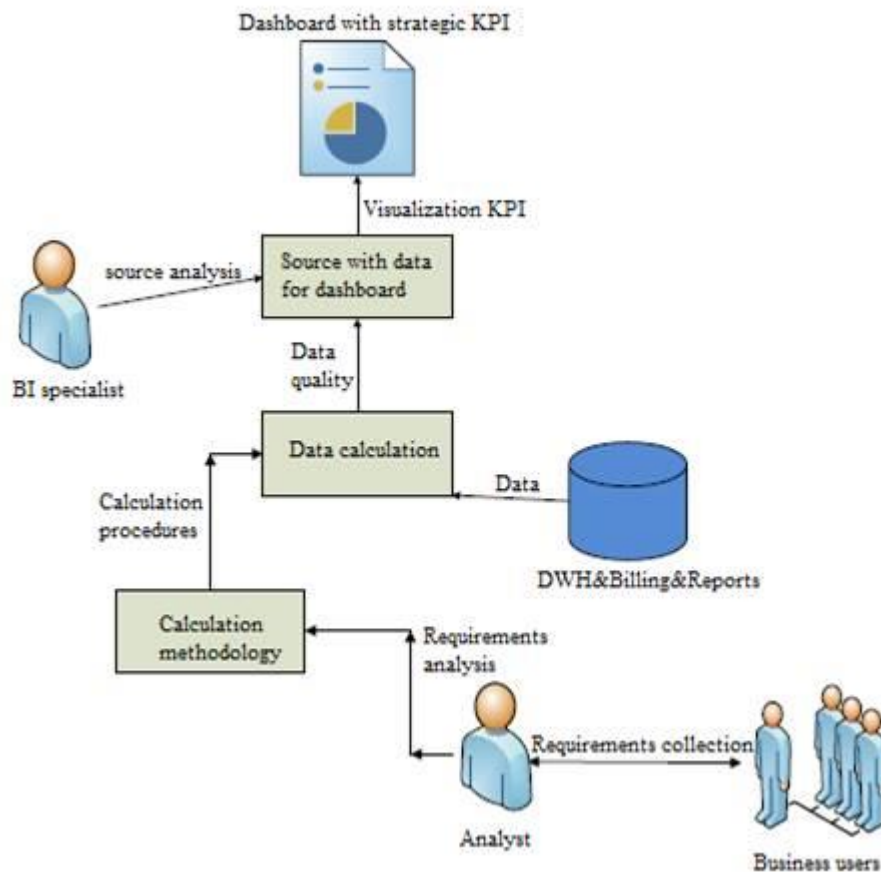 Dashboard with strategic KPI
Visualization KPI
source analysis
Source with data
for dashboard
BI specialist
Data
quality
Data calculation
Data
Calculation
procedures
DWH&Billing&Reports
Calculation
methodology
Requirements
analysis
Requirements collection
Analyst
Business users